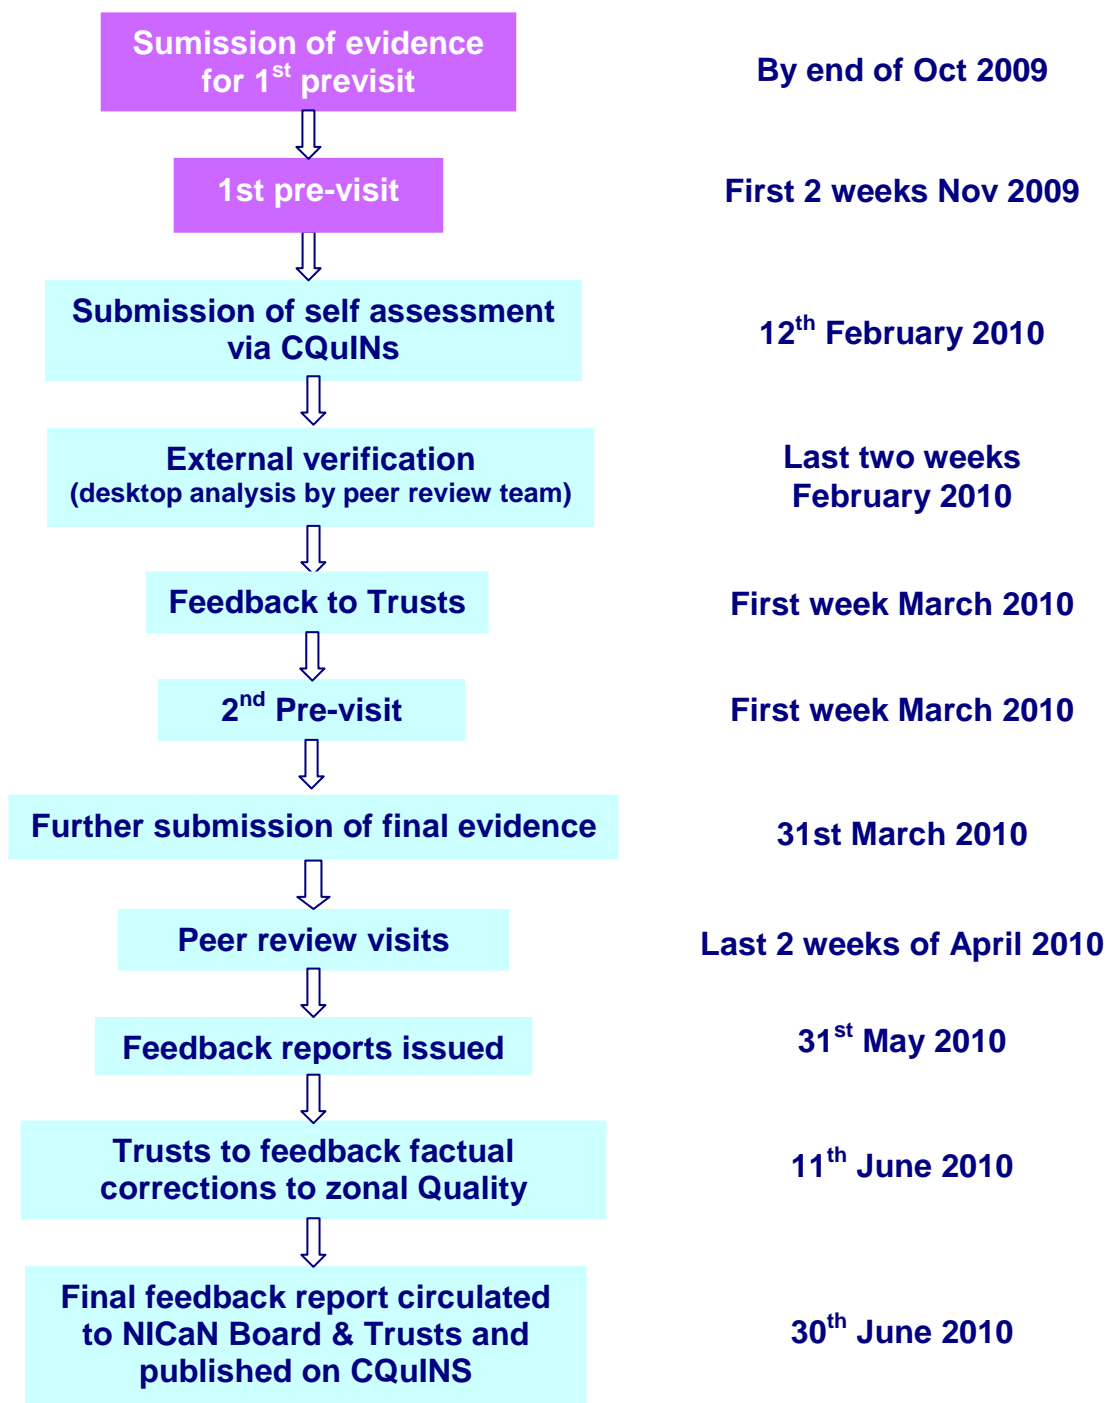 Sumission of evidence
for 1st previsit
By end of Oct 2009
1st pre-visit
First 2 weeks Nov 2009
Submission of self assessment
via CQuINs
12th February 2010
External verification
(desktop analysis by peer review team)
Last two weeks
February 2010
Feedback to Trusts
First week March 2010
2nd Pre-visit
First week March 2010
Further submission of final evidence
31st March 2010
Peer review visits
Last 2 weeks of April 2010
Feedback reports issued
31st May 2010
Trusts to feedback factual
corrections to zonal Quality
11th June 2010
Final feedback report circulated
to NICaN Board & Trusts and
published on CQuINS
30th June 2010